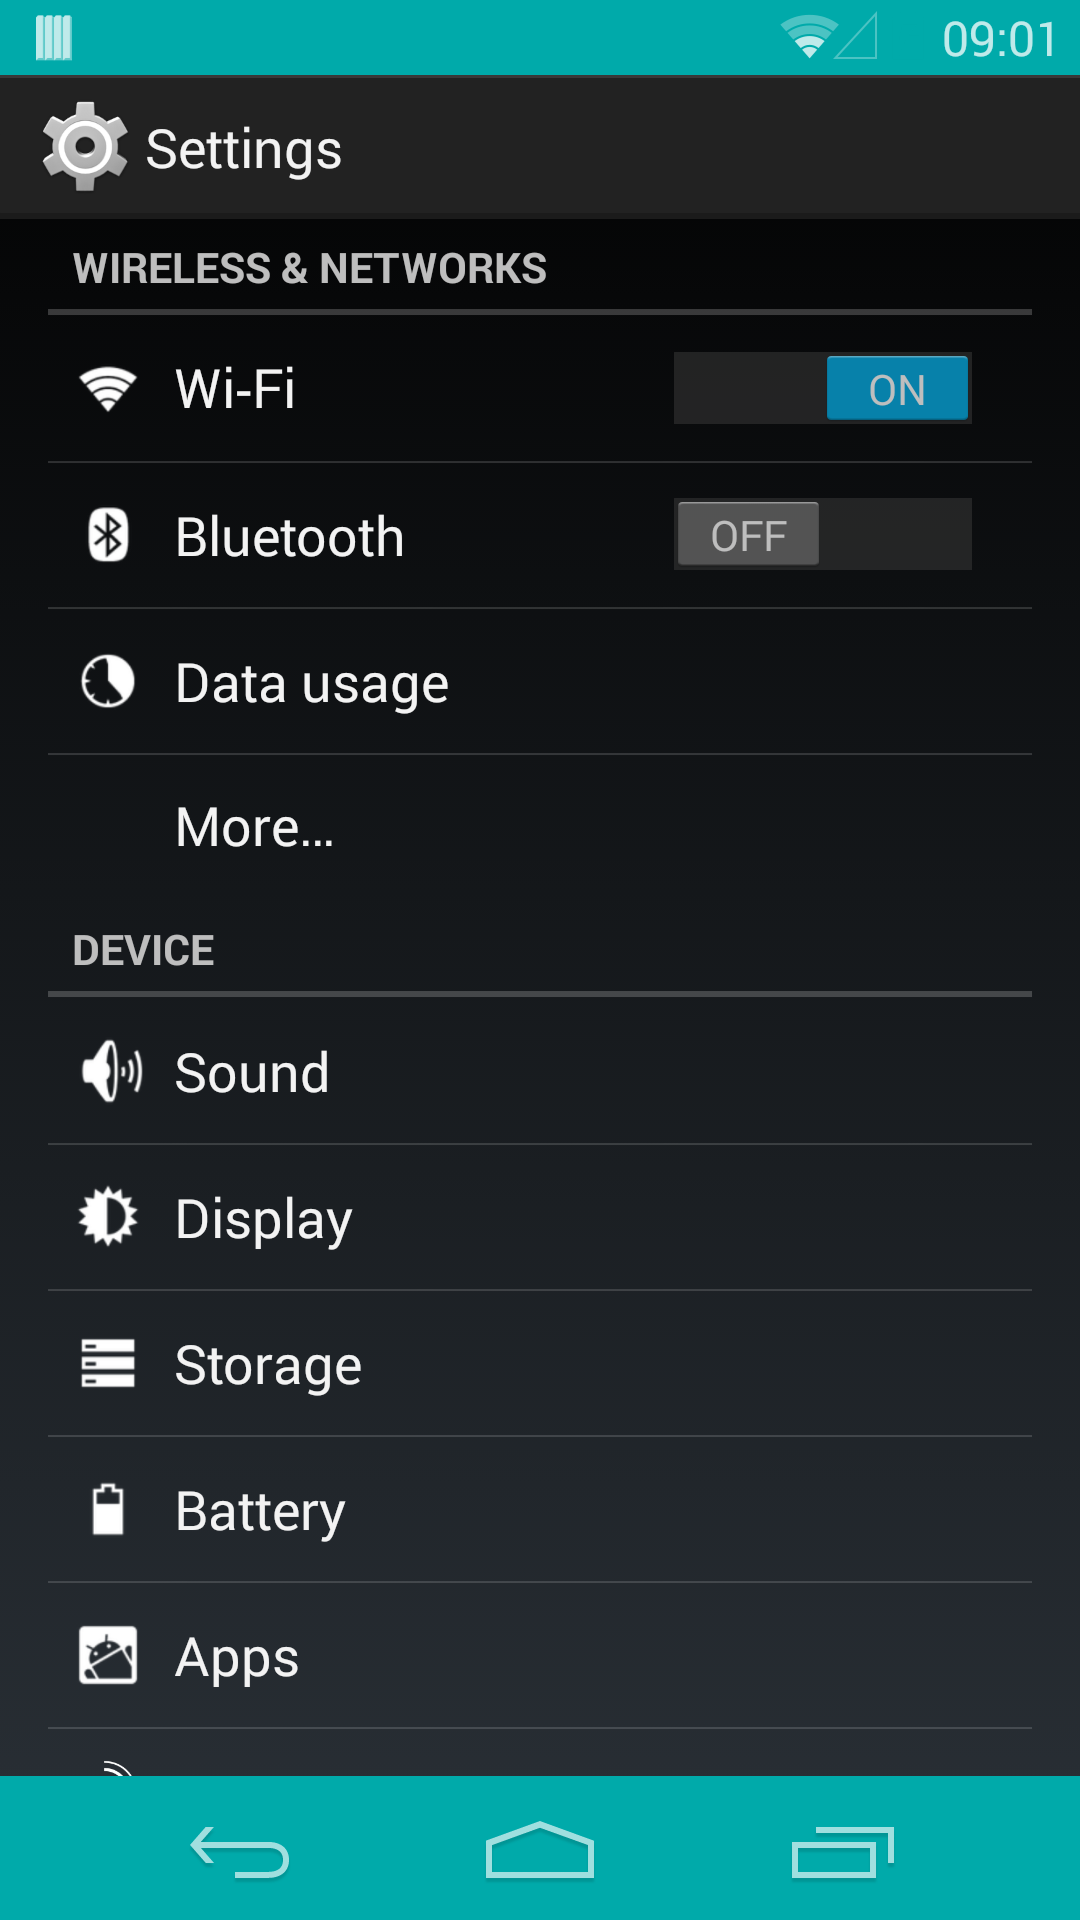 09:01
Settings
WIRELESS & NETWORKS
Wi-Fi ON
Bluetooth OFF
Data usage
More...
DEVICE
Sound
Display
Storage
Battery
Apps